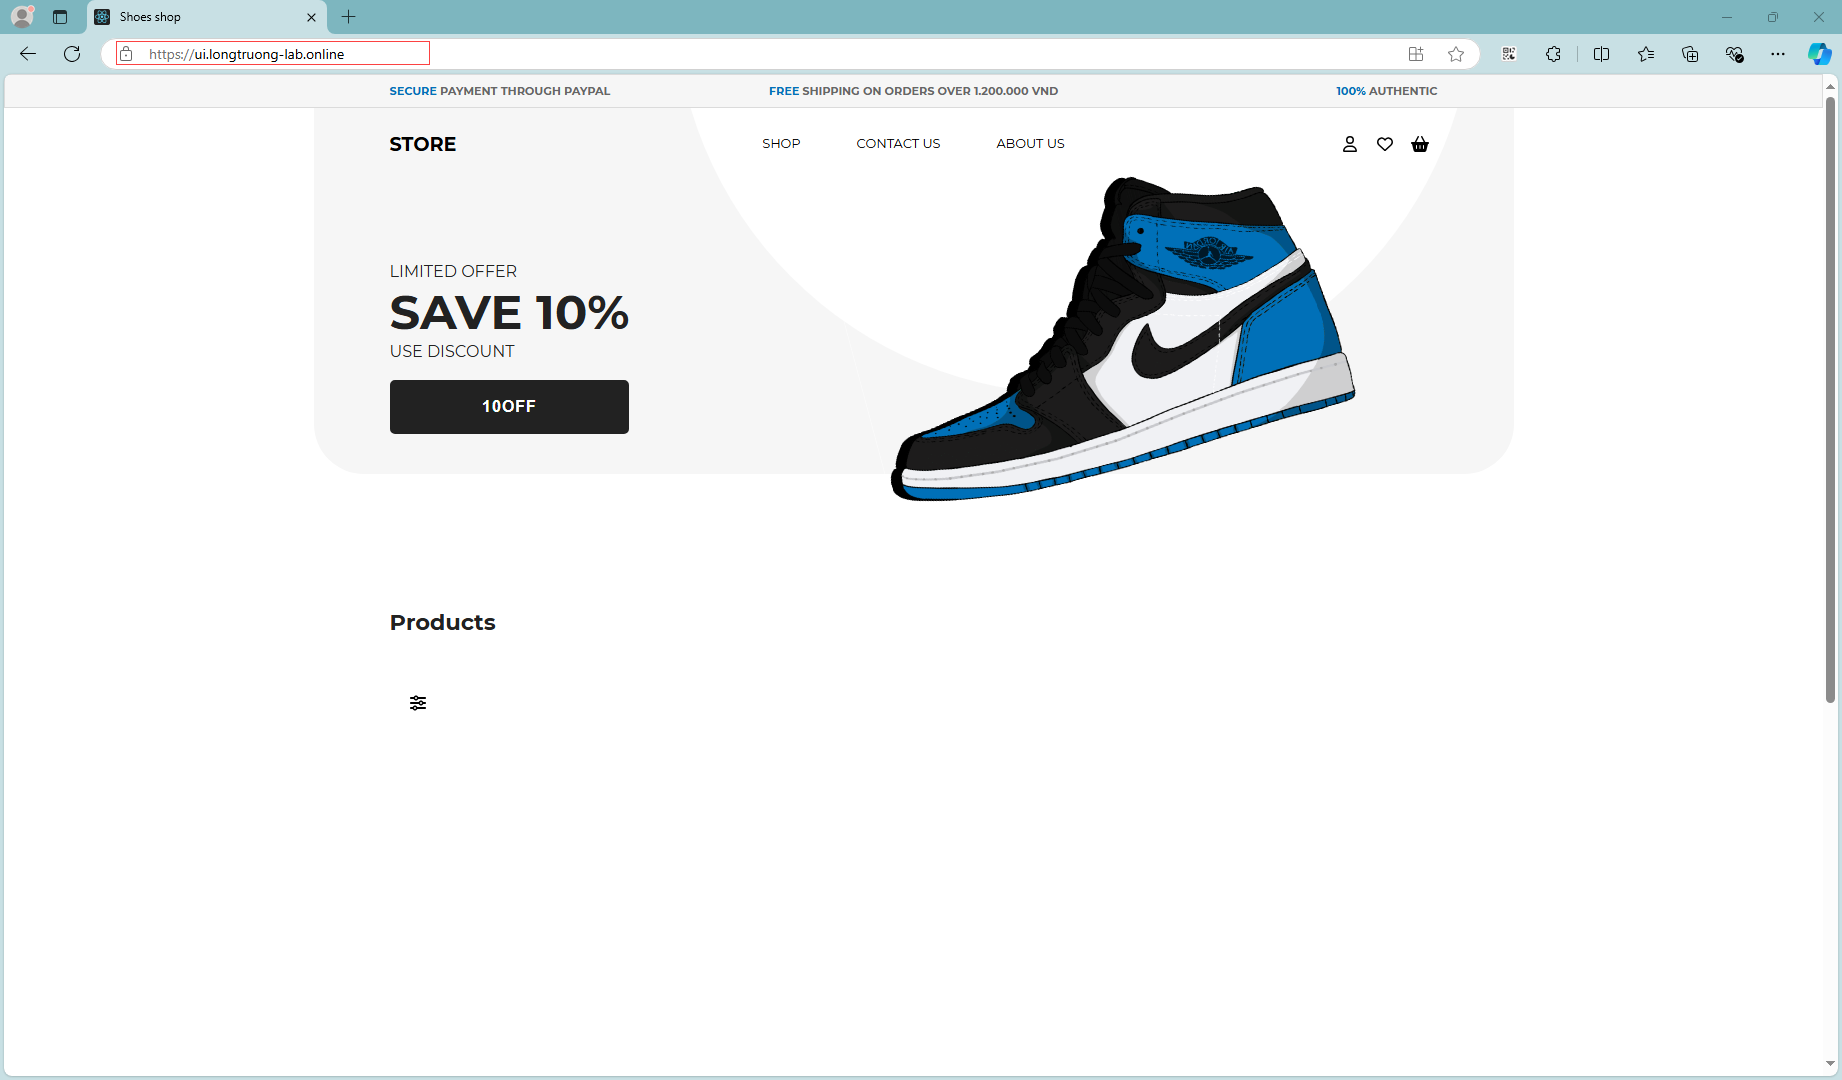 Shoes shop
https://ui.longtruong-lab.online
SECURE PAYMENT THROUGH PAYPAL
FREE SHIPPING ON ORDERS OVER 1.200.000 VND
100% AUTHENTIC
STORE
SHOP
CONTACT US
ABOUT US
LIMITED OFFER
SAVE 10%
USE DISCOUNT
10OFF
Products